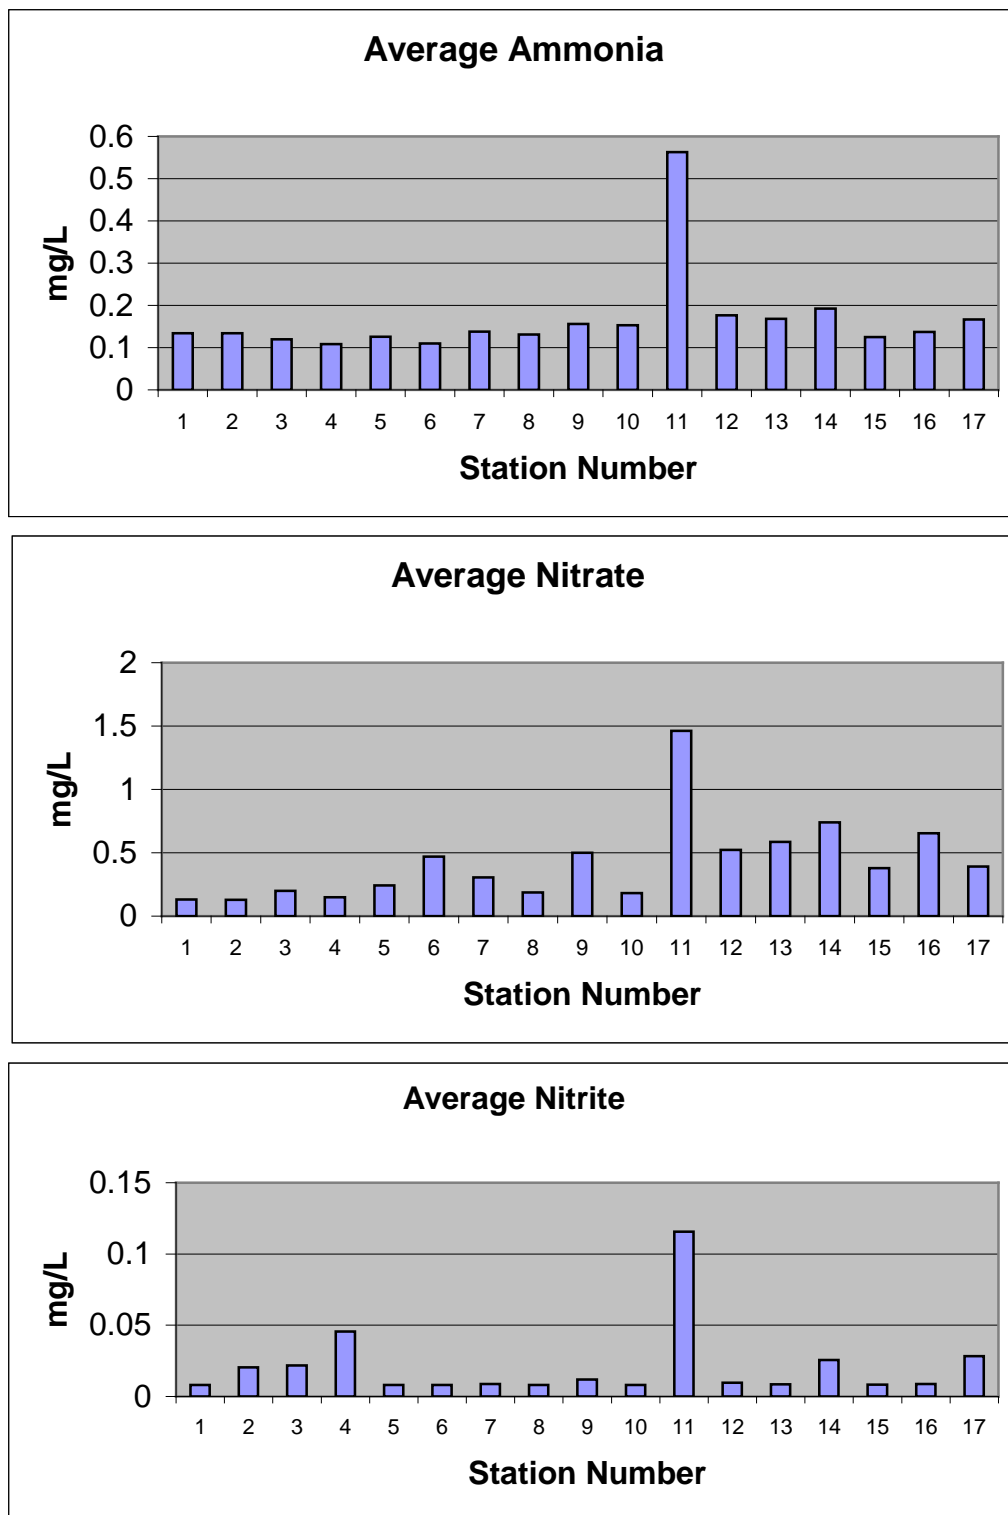 Average Ammonia
0.6
0.5
0.4
0.3
0.2
0.1
0
mg/L
1 2 3 4 5 6 7 8 9 10 11 12 13 14 15 16 17
Station Number
Average Nitrate
2
1.5
1
0.5
0
mg/L
1 2 3 4 5 6 7 8 9 10 11 12 13 14 15 16 17
Station Number
Average Nitrite
0.15
0.1
0.05
0
mg/L
1 2 3 4 5 6 7 8 9 10 11 12 13 14 15 16 17
Station Number